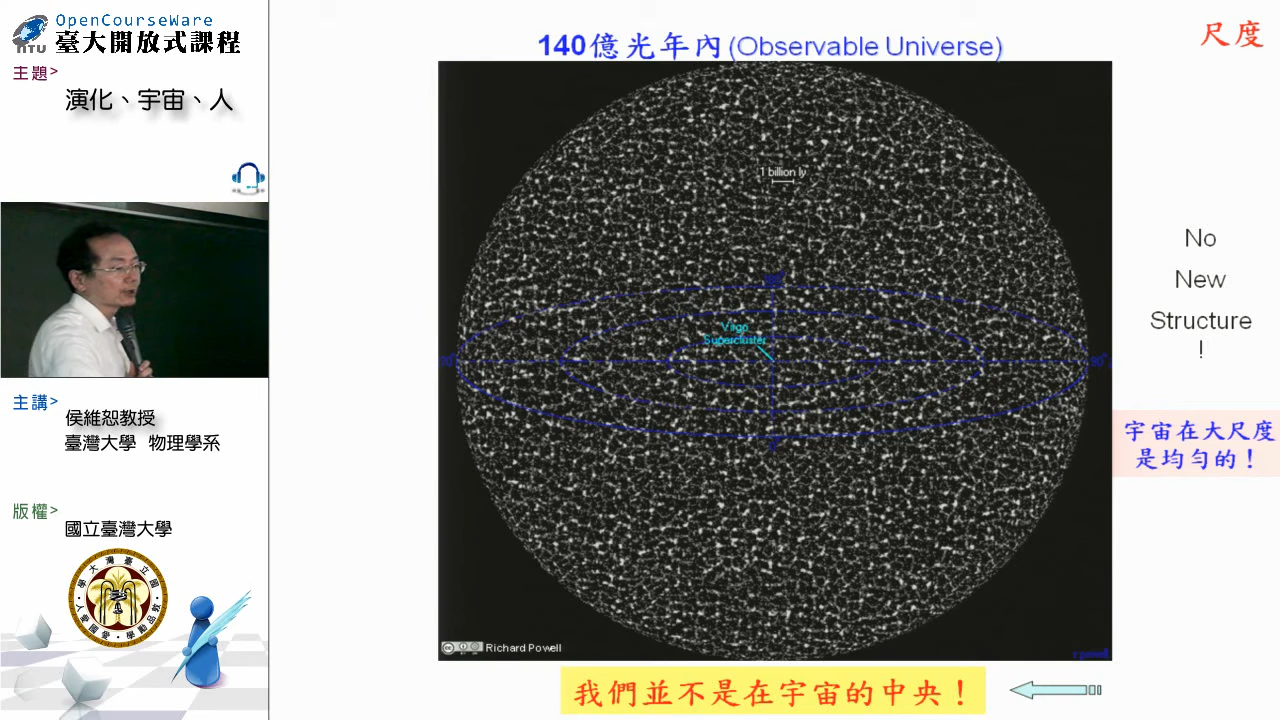 OpenCourseWare
NTU
臺大開放式課程
主題>
演化、宇宙、人
主講>
侯維恕教授
臺灣大學 物理學系
版權>
國立臺灣大學
140億光年內(Observable Universe)
尺度
1 billion ly
Virgo
Supercluster
No
New
Structure
!
宇宙在大尺度
是均勻的!
Richard Powell
r powell
我們並不是在宇宙的中央!